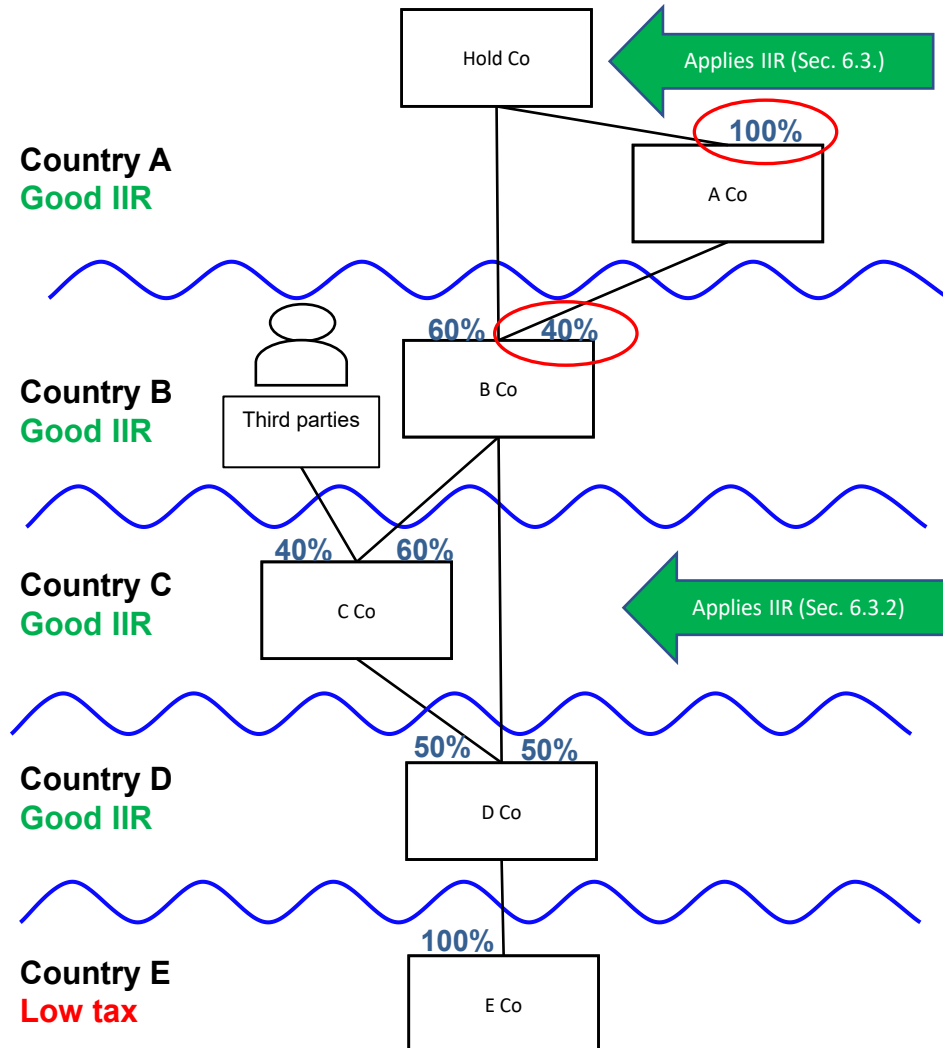 Hold Co
Applies IIR (Sec. 6.3.)
100%
Country A
Good IIR
A Co
60%
40%
Country B
Good IIR
B Co
Third parties
40%
60%
Country C
Good IIR
C Co
Applies IIR (Sec. 6.3.2)
50%
50%
Country D
Good IIR
D Co
100%
Country E
Low tax
E Co